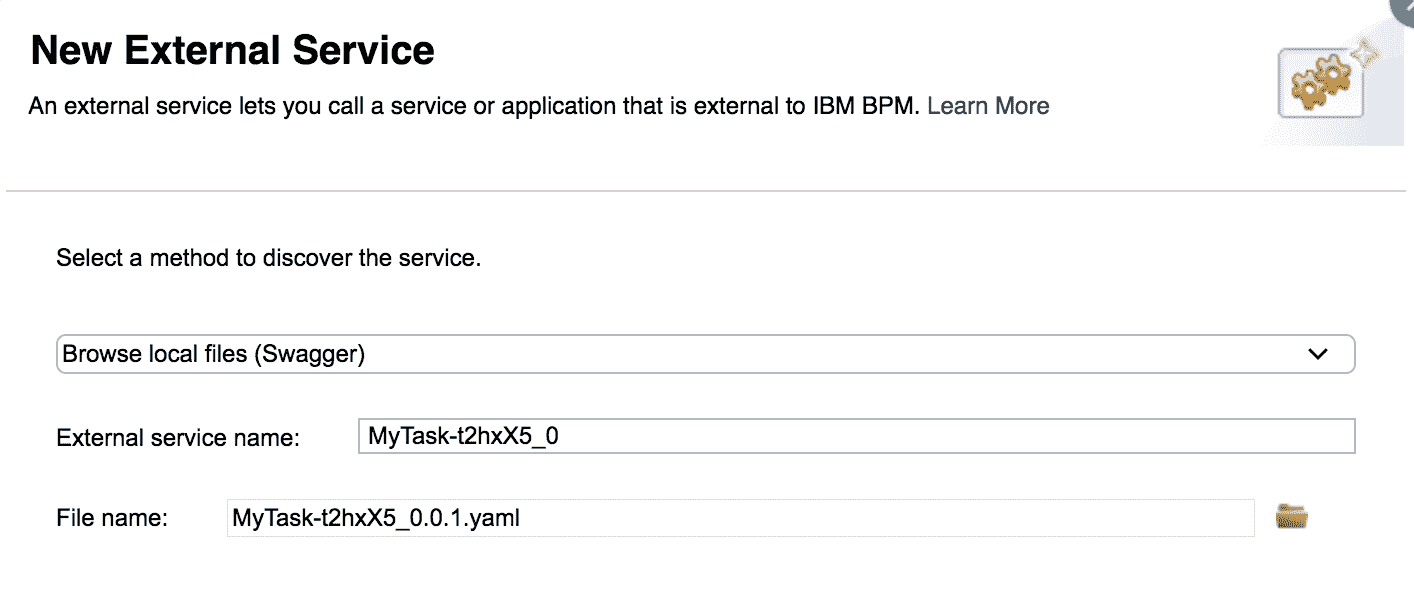 New External Service
An external service lets you call a service or application that is external to IBM BPM. Learn More
Select a method to discover the service.
Browse local files (Swagger)
External service name: MyTask-t2hxX5_0
File name: MyTask-t2hxX5_0.0.1.yaml